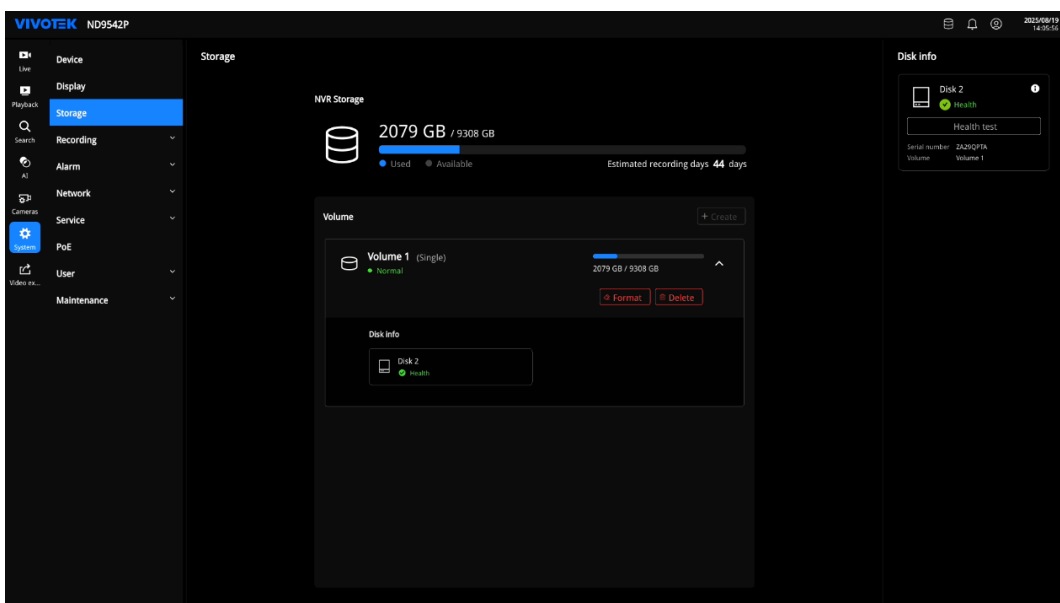 VIVOTEK ND9542P
2025/08/19
14:05:56
Live
Playback
Search
AI
Cameras
System
Video ex...
Device
Display
Storage
Recording
Alarm
Network
Service
PoE
User
Maintenance
Storage
NVR Storage
2079 GB / 9308 GB
Used Available
Estimated recording days 44 days
Volume
+ Create
Volume 1 (Single)
Normal
2079 GB / 9308 GB
Format Delete
Disk info
Disk 2
Health
Disk info
Disk 2
Health
Health test
Serial number ZA29QPTA
Volume Volume 1